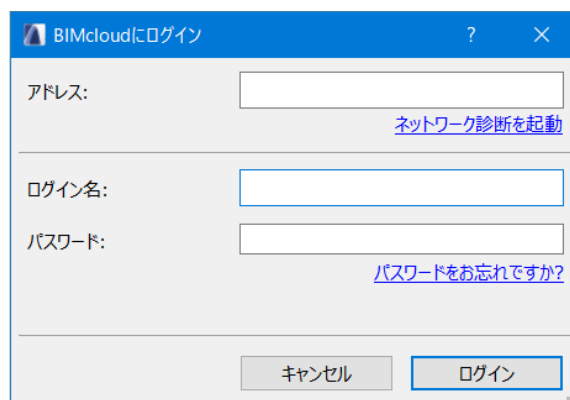 BIMcloudにログイン
アドレス:
ネットワーク診断を起動
ログイン名:
パスワード:
パスワードをお忘れですか?
キャンセル ログイン